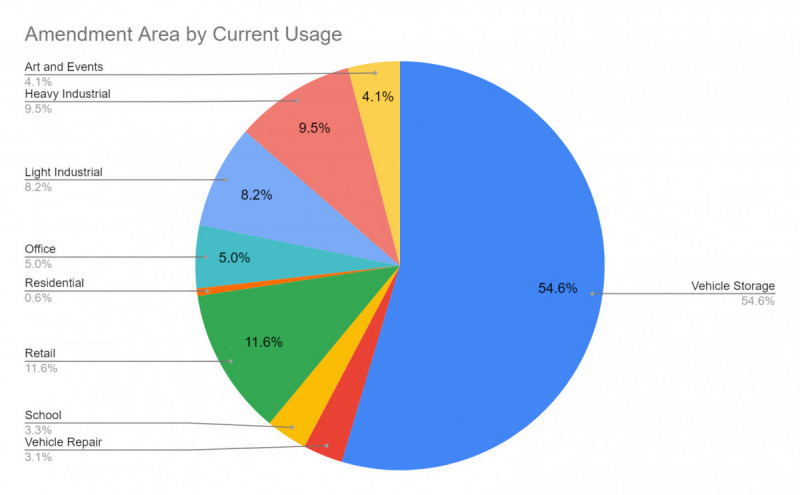 Amendment Area by Current Usage
Art and Events
4.1%
Heavy Industrial
9.5%
Light Industrial
8.2%
Office
5.0%
Residential
0.6%
Retail
11.6%
School
3.3%
Vehicle Repair
3.1%
4.1%
9.5%
8.2%
5.0%
11.6%
54.6%
Vehicle Storage
54.6%